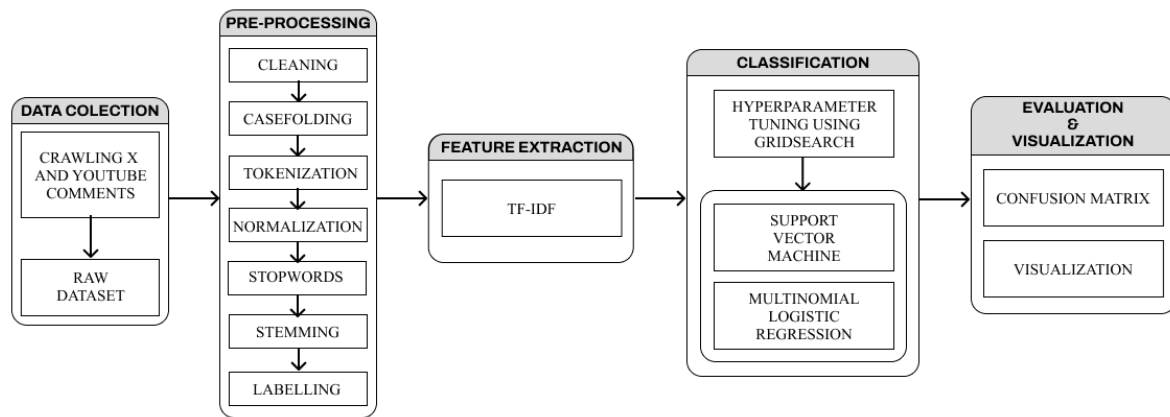 DATA COLECTION
CRAWLING X
AND YOUTUBE
COMMENTS
RAW
DATASET
PRE-PROCESSING
CLEANING
CASEFOLDING
TOKENIZATION
NORMALIZATION
STOPWORDS
STEMMING
LABELLING
FEATURE EXTRACTION
TF-IDF
CLASSIFICATION
HYPERPARAMETER
TUNING USING
GRIDSEARCH
SUPPORT
VECTOR
MACHINE
MULTINOMIAL
LOGISTIC
REGRESSION
EVALUATION
&
VISUALIZATION
CONFUSION MATRIX
VISUALIZATION